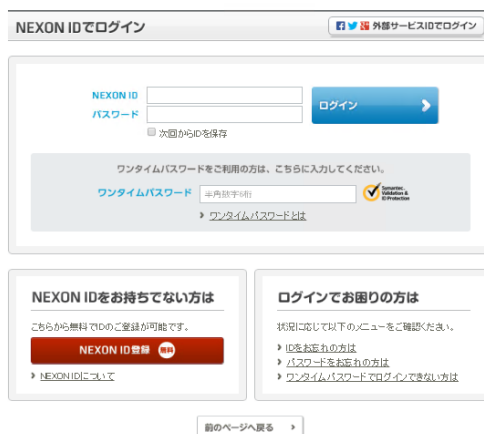 NEXON IDでログイン
外部サービスIDでログイン
NEXON ID
パスワード
ログイン
次回からIDを保存
ワンタイムパスワードをご利用の方は、こちらに入力してください。
ワンタイムパスワード 半角数字6桁
Symantec.
Validation &
ID Protection
ワンタイムパスワードとは
NEXON IDをお持ちでない方は
こちらから無料でIDのご登録が可能です。
NEXON ID登録 無料
NEXON IDについて
ログインでお困りの方は
状況に応じて以下のメニューをご確認ください。
IDをお忘れの方は
パスワードをお忘れの方は
ワンタイムパスワードでログインできない方は
前のページへ戻る